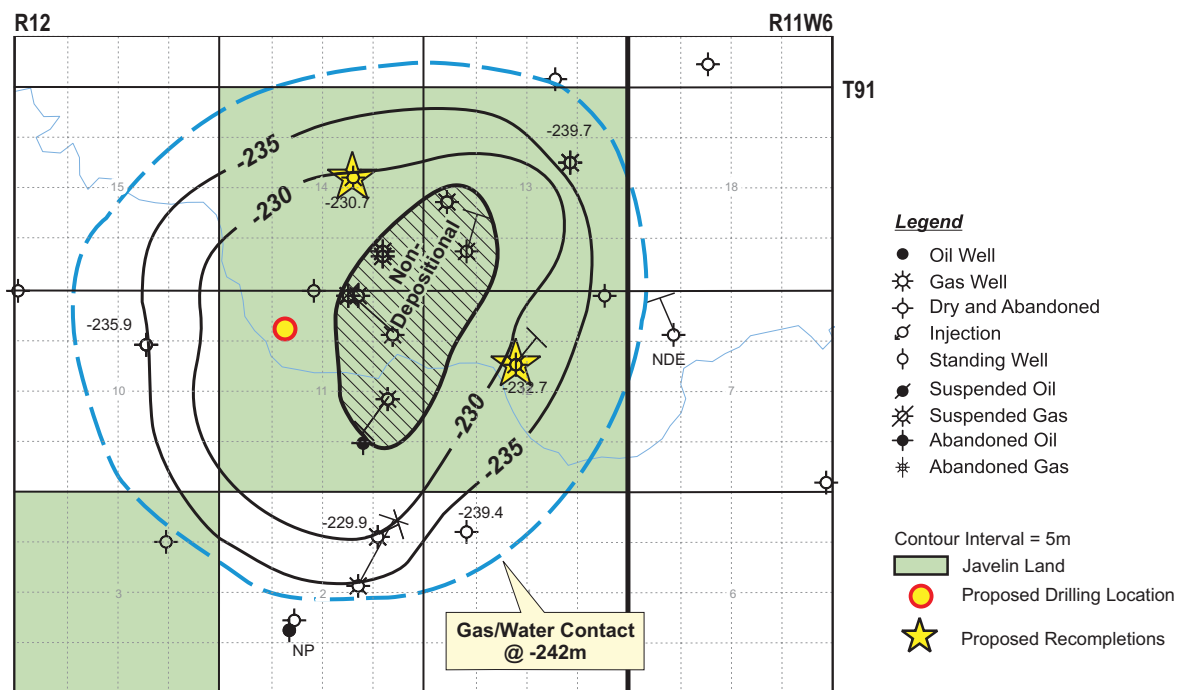 R12
R11W6
T91
-235
-239.7
15
14
13
18
-230
-230.7
Non-
Depositional
-235.9
NDE
10
11
12
7
-232.7
-230
-235
-229.9
-239.4
3
2
6
NP
Gas/Water Contact
@ -242m
Legend
Oil Well
Gas Well
Dry and Abandoned
Injection
Standing Well
Suspended Oil
Suspended Gas
Abandoned Oil
Abandoned Gas
Contour Interval = 5m
Javelin Land
Proposed Drilling Location
Proposed Recompletions